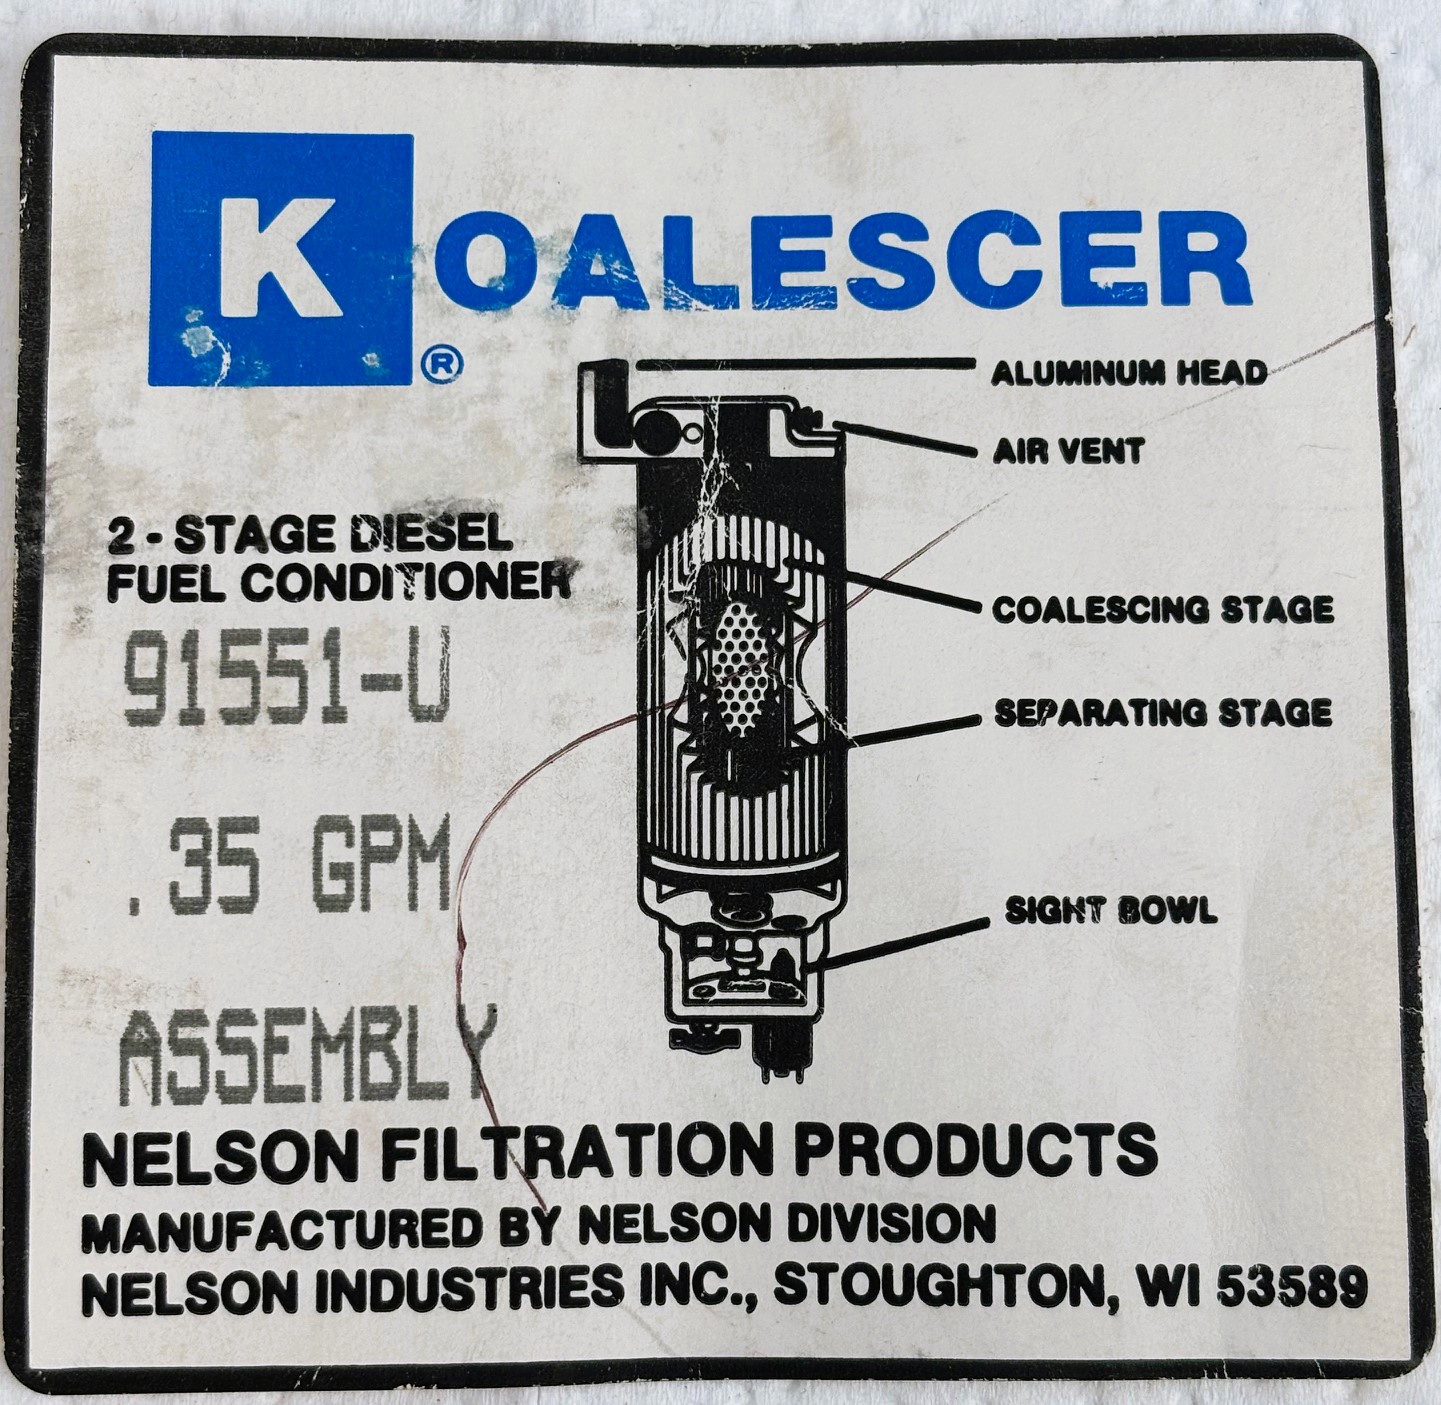 KOALESCER
®
ALUMINUM HEAD
AIR VENT
2 - STAGE DIESEL
FUEL CONDITIONER
COALESCING STAGE
91551-U
SEPARATING STAGE
.35 GPM
SIGHT BOWL
ASSEMBLY
NELSON FILTRATION PRODUCTS
MANUFACTURED BY NELSON DIVISION
NELSON INDUSTRIES INC., STOUGHTON, WI 53589